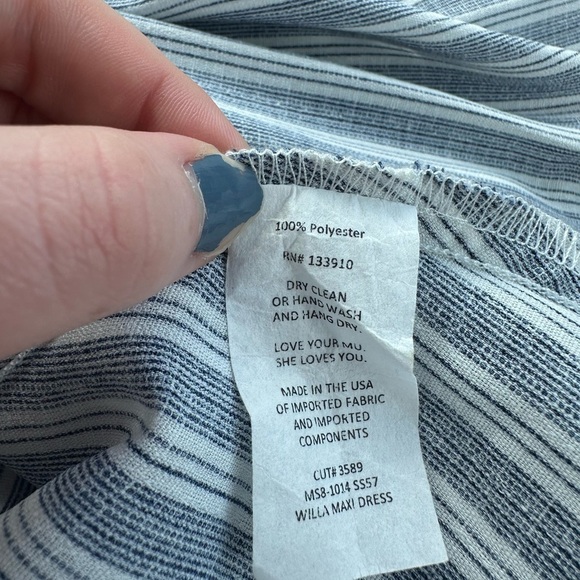 100% Polyester
RN# 133910
DRY CLEAN
OR HAND WASH
AND HANG DRY.
LOVE YOUR MU.
SHE LOVES YOU.
MADE IN THE USA
OF IMPORTED FABRIC
AND IMPORTED
COMPONENTS
CUT# 3589
MS8-1014 SS57
WILLA MAXI DRESS